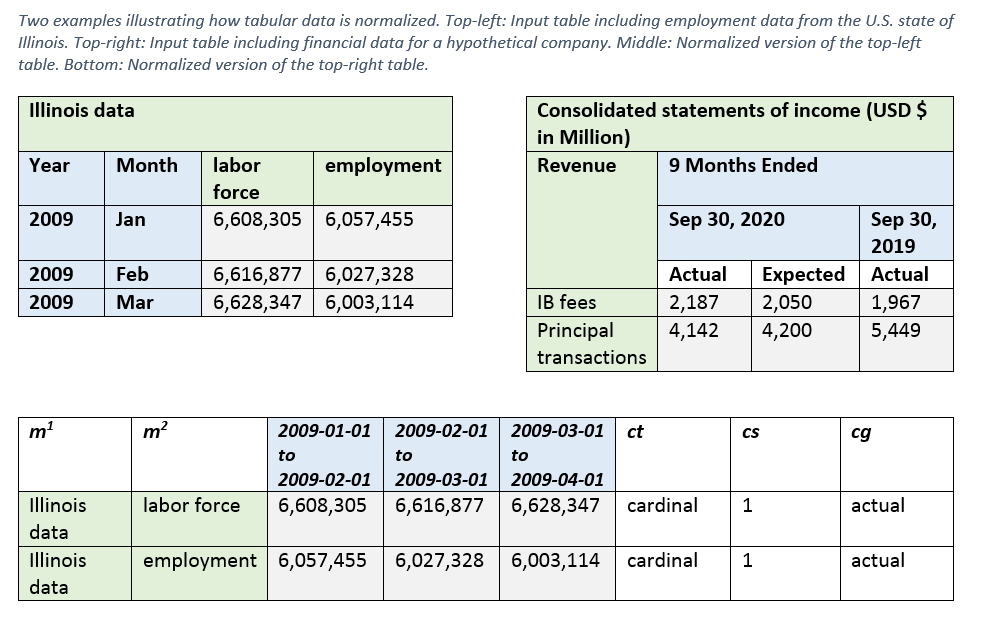 Two examples illustrating how tabular data is normalized. Top-left: Input table including employment data from the U.S. state of
Illinois. Top-right: Input table including financial data for a hypothetical company. Middle: Normalized version of the top-left
table. Bottom: Normalized version of the top-right table.
Illinois data
Year Month labor force employment
2009 Jan 6,608,305 6,057,455
2009 Feb 6,616,877 6,027,328
2009 Mar 6,628,347 6,003,114
Consolidated statements of income (USD $
in Million)
Revenue 9 Months Ended
Sep 30, 2020 Sep 30, 2019
Actual Expected Actual
IB fees 2,187 2,050 1,967
Principal transactions 4,142 4,200 5,449
m¹ m² 2009-01-01 to 2009-02-01 2009-02-01 to 2009-03-01 2009-03-01 to 2009-04-01 ct cs cg
Illinois data labor force 6,608,305 6,616,877 6,628,347 cardinal 1 actual
Illinois data employment 6,057,455 6,027,328 6,003,114 cardinal 1 actual